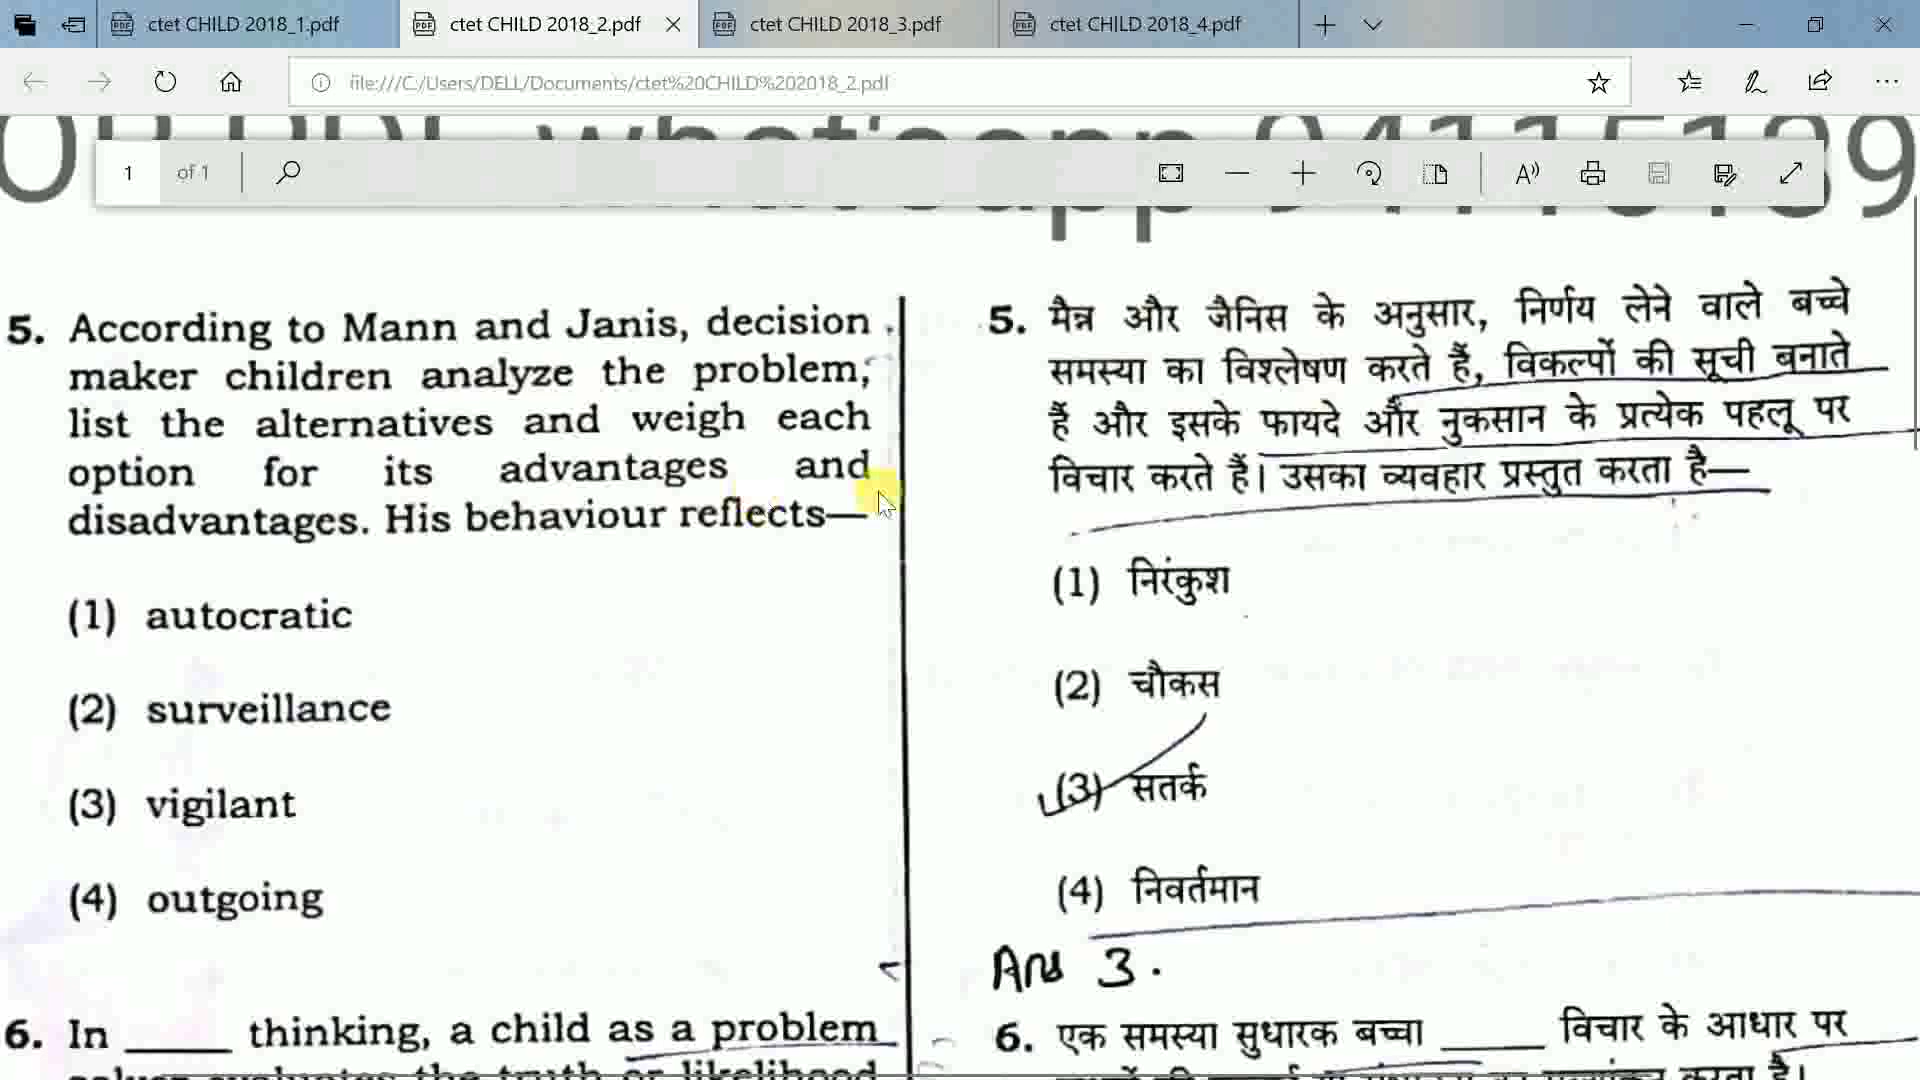 ctet CHILD 2018_1.pdf
ctet CHILD 2018_2.pdf
ctet CHILD 2018_3.pdf
ctet CHILD 2018_4.pdf
file:///C:/Users/DELL/Documents/ctet%20CHILD%202018_2.pdf
1 of 1
5. According to Mann and Janis, decision
maker children analyze the problem,
list the alternatives and weigh each
option for its advantages and
disadvantages. His behaviour reflects—
(1) autocratic
(2) surveillance
(3) vigilant
(4) outgoing
6. In ____ thinking, a child as a problem
5. मैन्न और जैनिस के अनुसार, निर्णय लेने वाले बच्चे
समस्या का विश्लेषण करते हैं, विकल्पों की सूची बनाते
हैं और इसके फायदे और नुकसान के प्रत्येक पहलू पर
विचार करते हैं। उसका व्यवहार प्रस्तुत करता है—
(1) निरंकुश
(2) चौकस
(3) सतर्क
(4) निवर्तमान
Ans 3.
6. एक समस्या सुधारक बच्चा ____ विचार के आधार पर